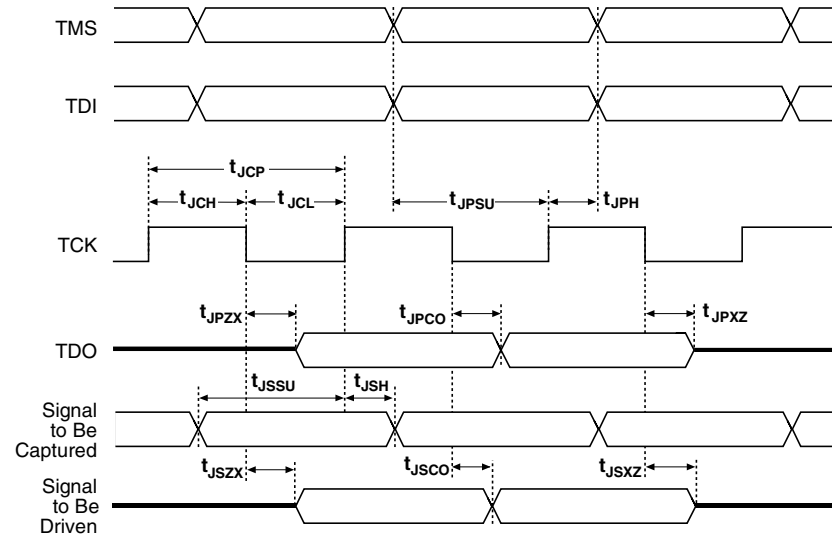 TMS
TDI
tJCP
tJCH
tJCL
tJPSU
tJPH
TCK
tJPZX
tJPCO
tJPXZ
TDO
tJSSU
tJSH
Signal
to Be
Captured
tJSZX
tJSCO
tJSXZ
Signal
to Be
Driven